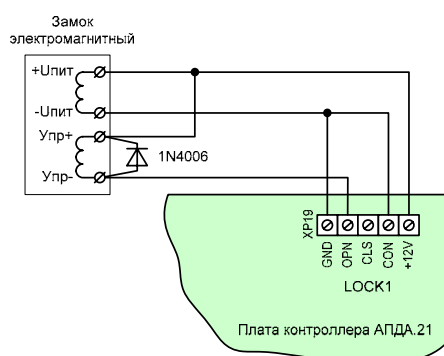 Замок
электромагнитный
+Uпит
-Uпит
Упр+
1N4006
Упр-
XP19
GND
OPN
CLS
CON
+12V
LOCK1
Плата контроллера АПДА.21